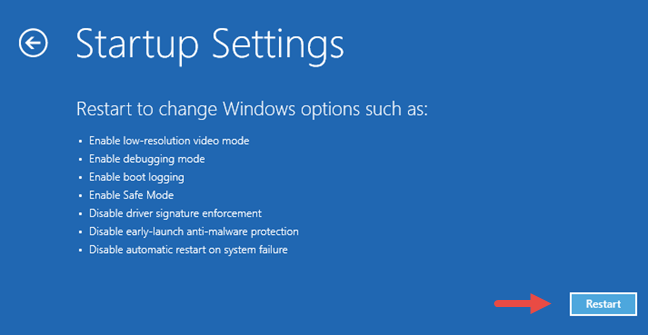 Startup Settings
Restart to change Windows options such as:
• Enable low-resolution video mode
• Enable debugging mode
• Enable boot logging
• Enable Safe Mode
• Disable driver signature enforcement
• Disable early-launch anti-malware protection
• Disable automatic restart on system failure
Restart